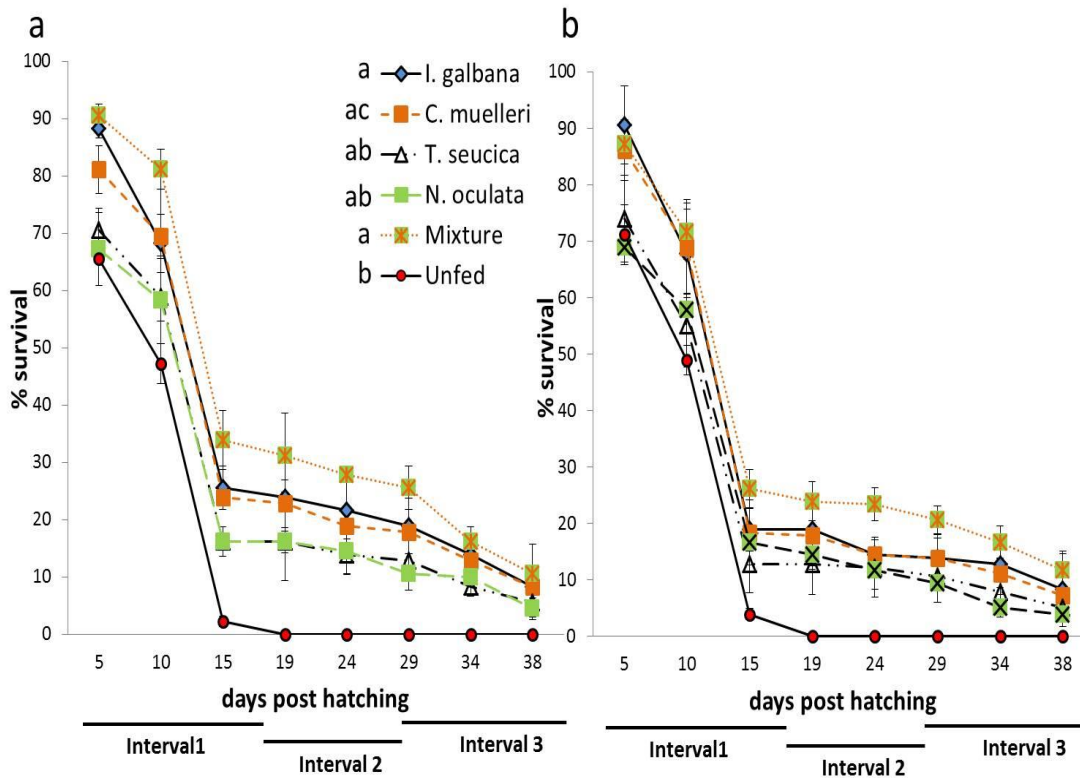 a
100
90
80
70
60
50
40
30
20
10
0
% survival
a I. galbana
ac C. muelleri
ab T. seucica
ab N. oculata
a Mixture
b Unfed
5 10 15 19 24 29 34 38
days post hatching
Interval1
Interval 2
Interval 3
b
100
90
80
70
60
50
40
30
20
10
0
% survival
5 10 15 19 24 29 34 38
days post hatching
Interval1
Interval 2
Interval 3